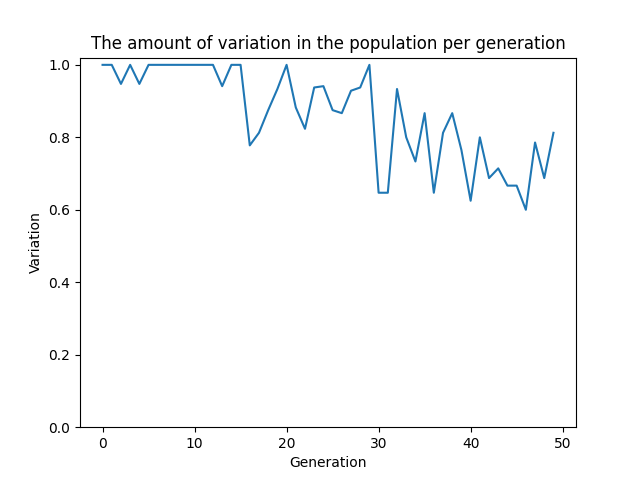 The amount of variation in the population per generation
1.0
0.8
0.6
0.4
0.2
0.0
Variation
0 10 20 30 40 50
Generation